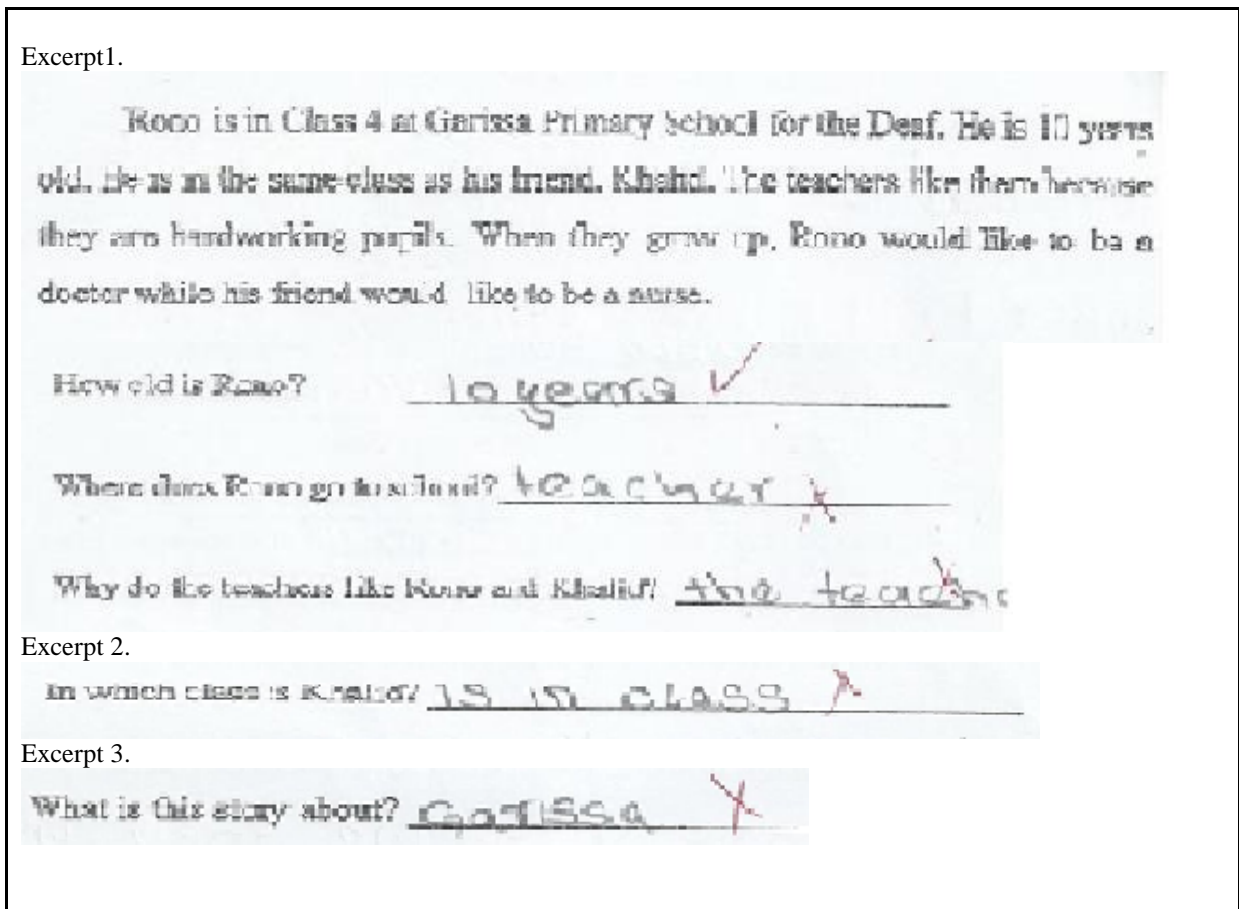 Excerpt1.
Rono is in Class 4 at Garissa Primary School for the Deaf. He is 10 years
old. He is in the same class as his friend, Khalid. The teachers like them because
they are hardworking pupils. When they grow up, Rono would like to be a
doctor while his friend would like to be a nurse.
How old is Rono? 10 years
Where does Rono go to school? teacher
Why do the teachers like Rono and Khalid? the
Excerpt 2.
In which class is Khalid? is in class
Excerpt 3.
What is this story about? Garissa